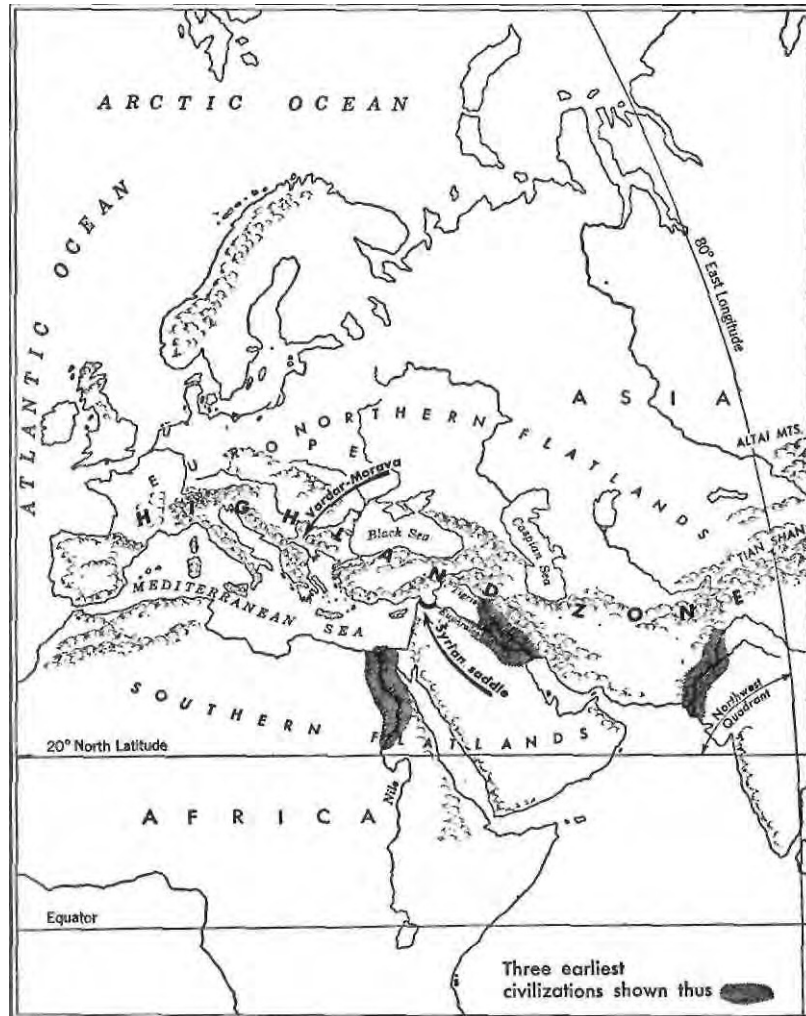 ARCTIC OCEAN
ATLANTIC OCEAN
80° East Longitude
ASIA
NORTHERN FLATLANDS
ALTAI MTS.
EUROPE
Vardar-Morava
HIGHLAND ZONE
Black Sea
Caspian Sea
TIAN SHAN
MEDITERRANEAN SEA
Syrian saddle
Northwest
Quadrant
SOUTHERN FLATLANDS
20° North Latitude
AFRICA
Nile
Equator
Three earliest
civilizations shown thus